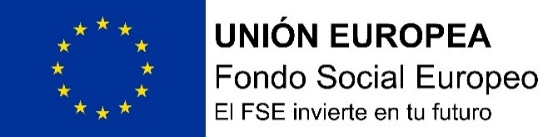 UNIÓN EUROPEA
Fondo Social Europeo
El FSE invierte en tu futuro